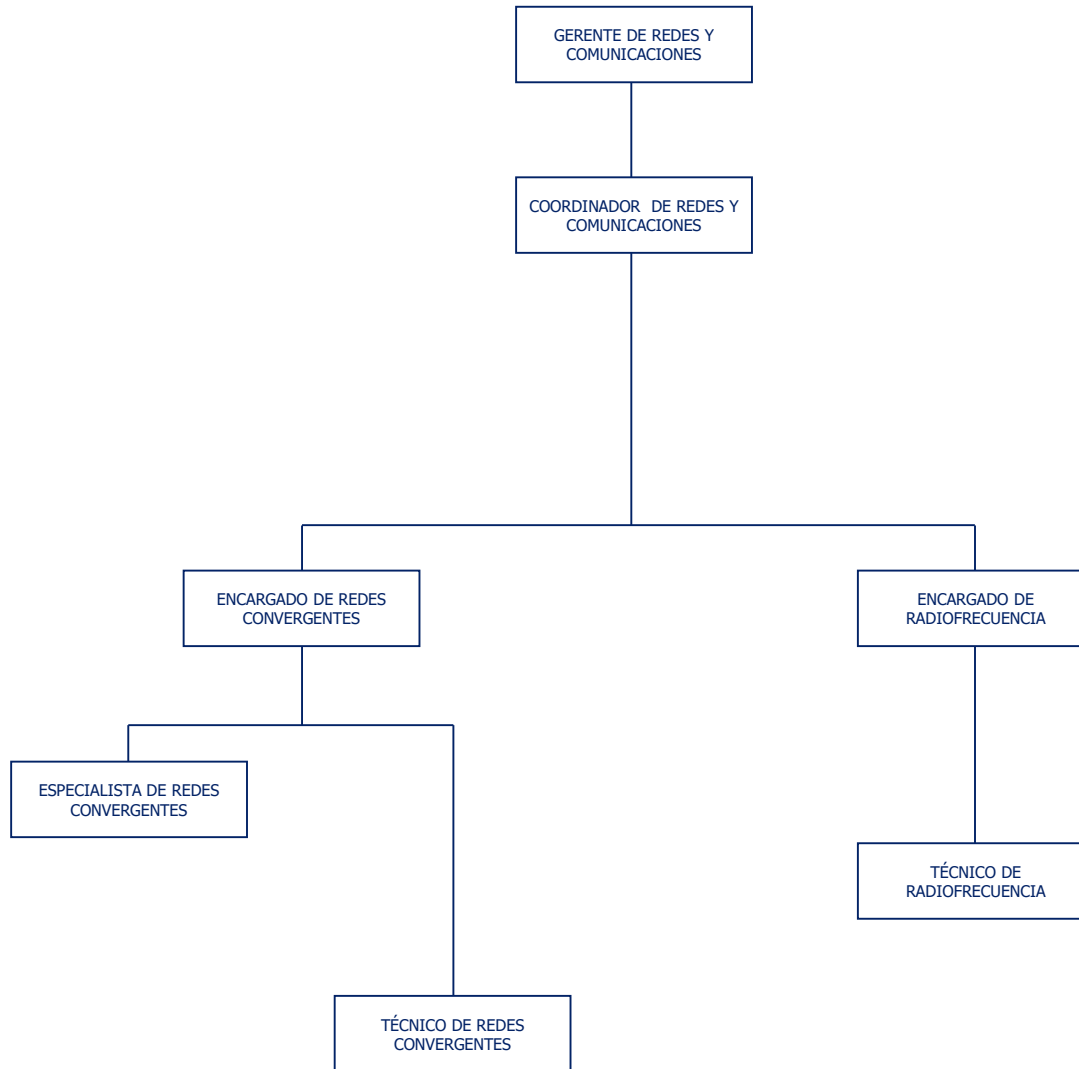 GERENTE DE REDES Y
COMUNICACIONES
COORDINADOR  DE REDES Y
COMUNICACIONES
ENCARGADO DE REDES
CONVERGENTES
ENCARGADO DE
RADIOFRECUENCIA
ESPECIALISTA DE REDES
CONVERGENTES
TÉCNICO DE
RADIOFRECUENCIA
TÉCNICO DE REDES
CONVERGENTES